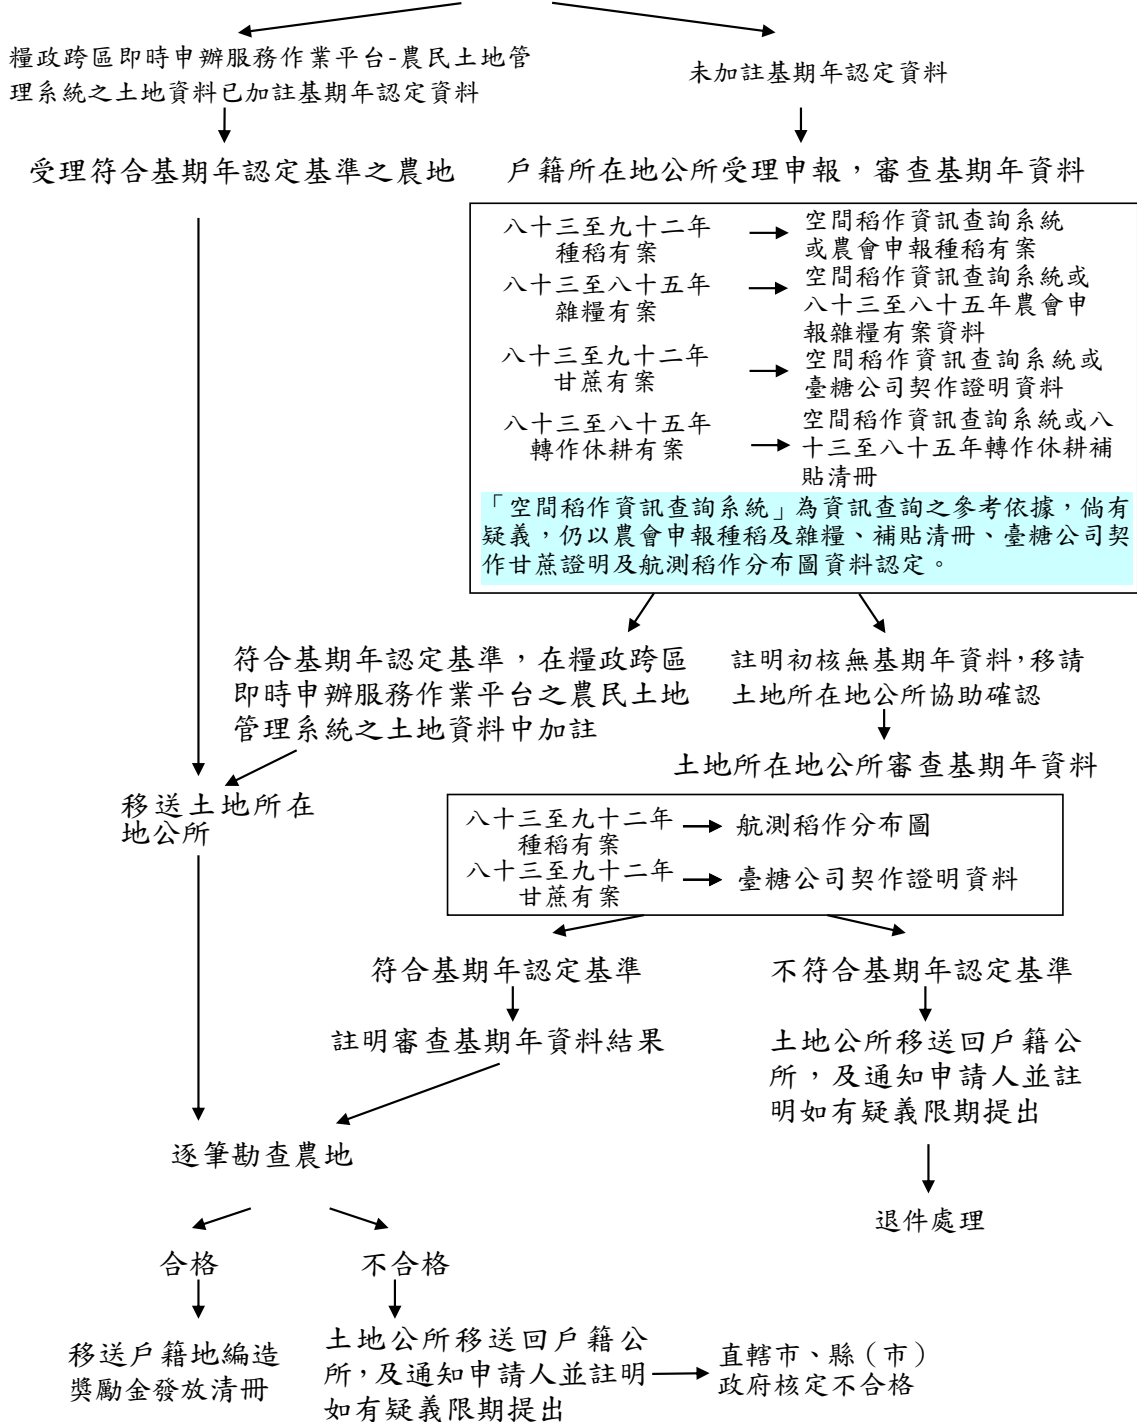 糧政跨區即時申辦服務作業平台-農民土地管
理系統之土地資料已加註基期年認定資料
未加註基期年認定資料
受理符合基期年認定基準之農地
戶籍所在地公所受理申報，審查基期年資料
八十三至九十二年
種稻有案
空間稻作資訊查詢系統
或農會申報種稻有案
八十三至八十五年
雜糧有案
空間稻作資訊查詢系統或
八十三至八十五年農會申
報雜糧有案資料
八十三至九十二年
甘蔗有案
空間稻作資訊查詢系統或
臺糖公司契作證明資料
八十三至八十五年
轉作休耕有案
空間稻作資訊查詢系統或八
十三至八十五年轉作休耕補
貼清冊
「空間稻作資訊查詢系統」為資訊查詢之參考依據，倘有
疑義，仍以農會申報種稻及雜糧、補貼清冊、臺糖公司契
作甘蔗證明及航測稻作分布圖資料認定。
符合基期年認定基準，在糧政跨區
即時申辦服務作業平台之農民土地
管理系統之土地資料中加註
註明初核無基期年資料，移請
土地所在地公所協助確認
土地所在地公所審查基期年資料
移送土地所在
地公所
八十三至九十二年
種稻有案
航測稻作分布圖
八十三至九十二年
甘蔗有案
臺糖公司契作證明資料
符合基期年認定基準
不符合基期年認定基準
註明審查基期年資料結果
土地公所移送回戶籍公
所，及通知申請人並註
明如有疑義限期提出
逐筆勘查農地
退件處理
合格
不合格
移送戶籍地編造
獎勵金發放清冊
土地公所移送回戶籍公
所，及通知申請人並註明
如有疑義限期提出
直轄市、縣（市）
政府核定不合格